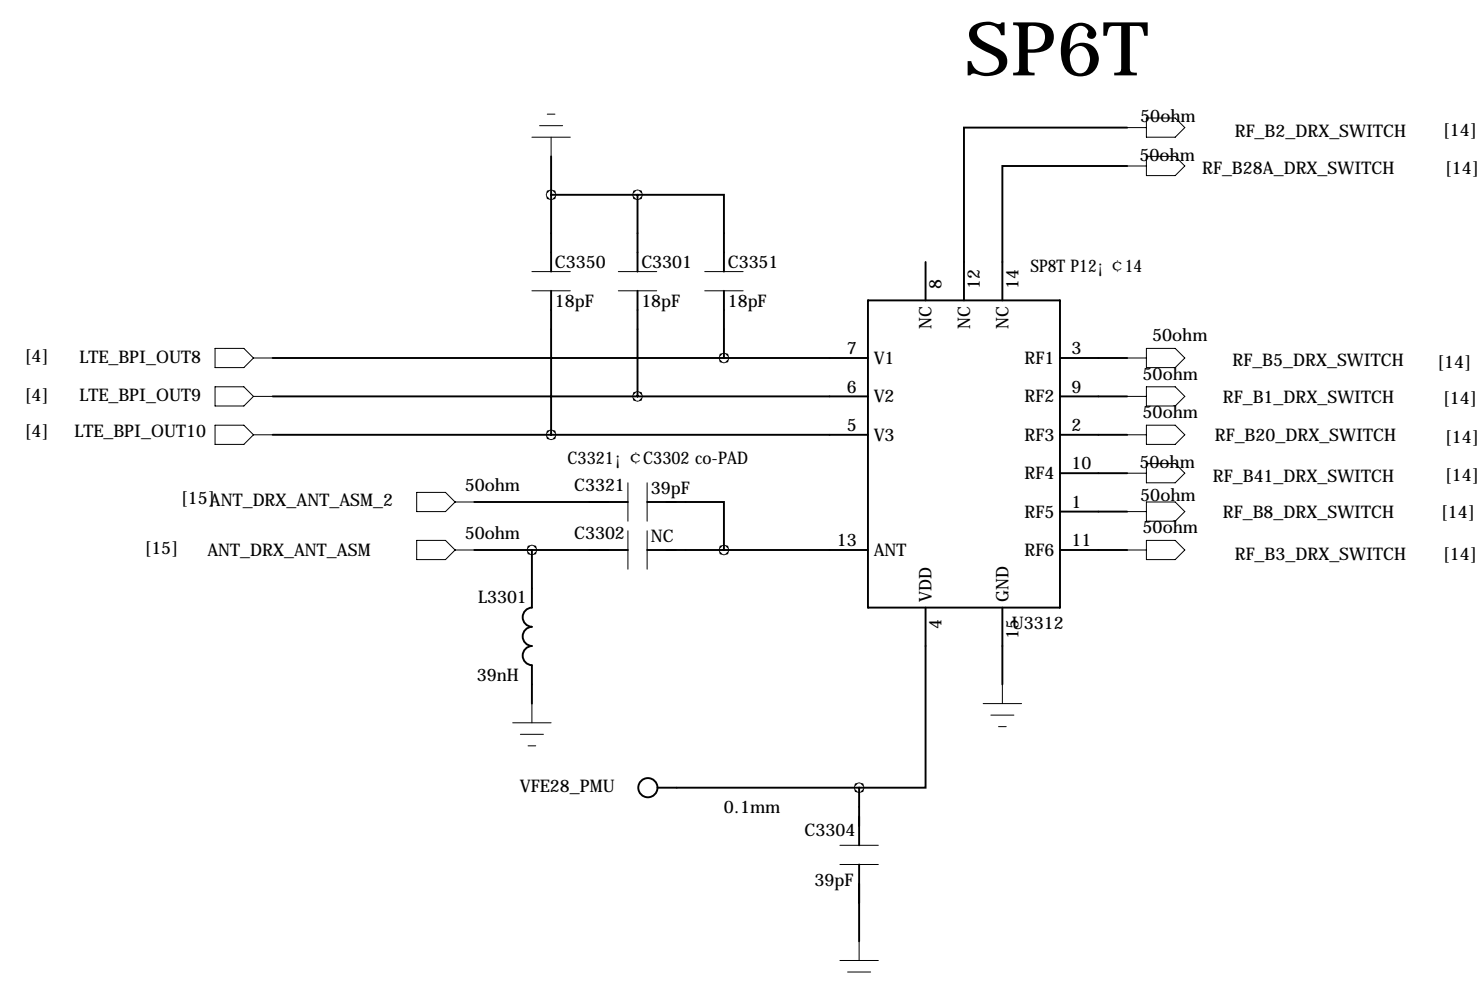 SP6T
50ohm
RF_B2_DRX_SWITCH [14]
50ohm
RF_B28A_DRX_SWITCH [14]
C3350 C3301 C3351
18pF 18pF 18pF
SP8T P12¡ ¢14
8 12 14
NC NC NC
[4] LTE_BPI_OUT8 7 V1
RF1 3 50ohm RF_B5_DRX_SWITCH [14]
[4] LTE_BPI_OUT9 6 V2
RF2 9 50ohm RF_B1_DRX_SWITCH [14]
[4] LTE_BPI_OUT10 5 V3
RF3 2 50ohm RF_B20_DRX_SWITCH [14]
C3321¡ ¢C3302 co-PAD
RF4 10 50ohm RF_B41_DRX_SWITCH [14]
[15] ANT_DRX_ANT_ASM_2 50ohm C3321 39pF
RF5 1 50ohm RF_B8_DRX_SWITCH [14]
[15] ANT_DRX_ANT_ASM 50ohm C3302 NC 13 ANT
RF6 11 50ohm RF_B3_DRX_SWITCH [14]
VDD GND
4 15 U3312
L3301
39nH
VFE28_PMU
0.1mm
C3304
39pF